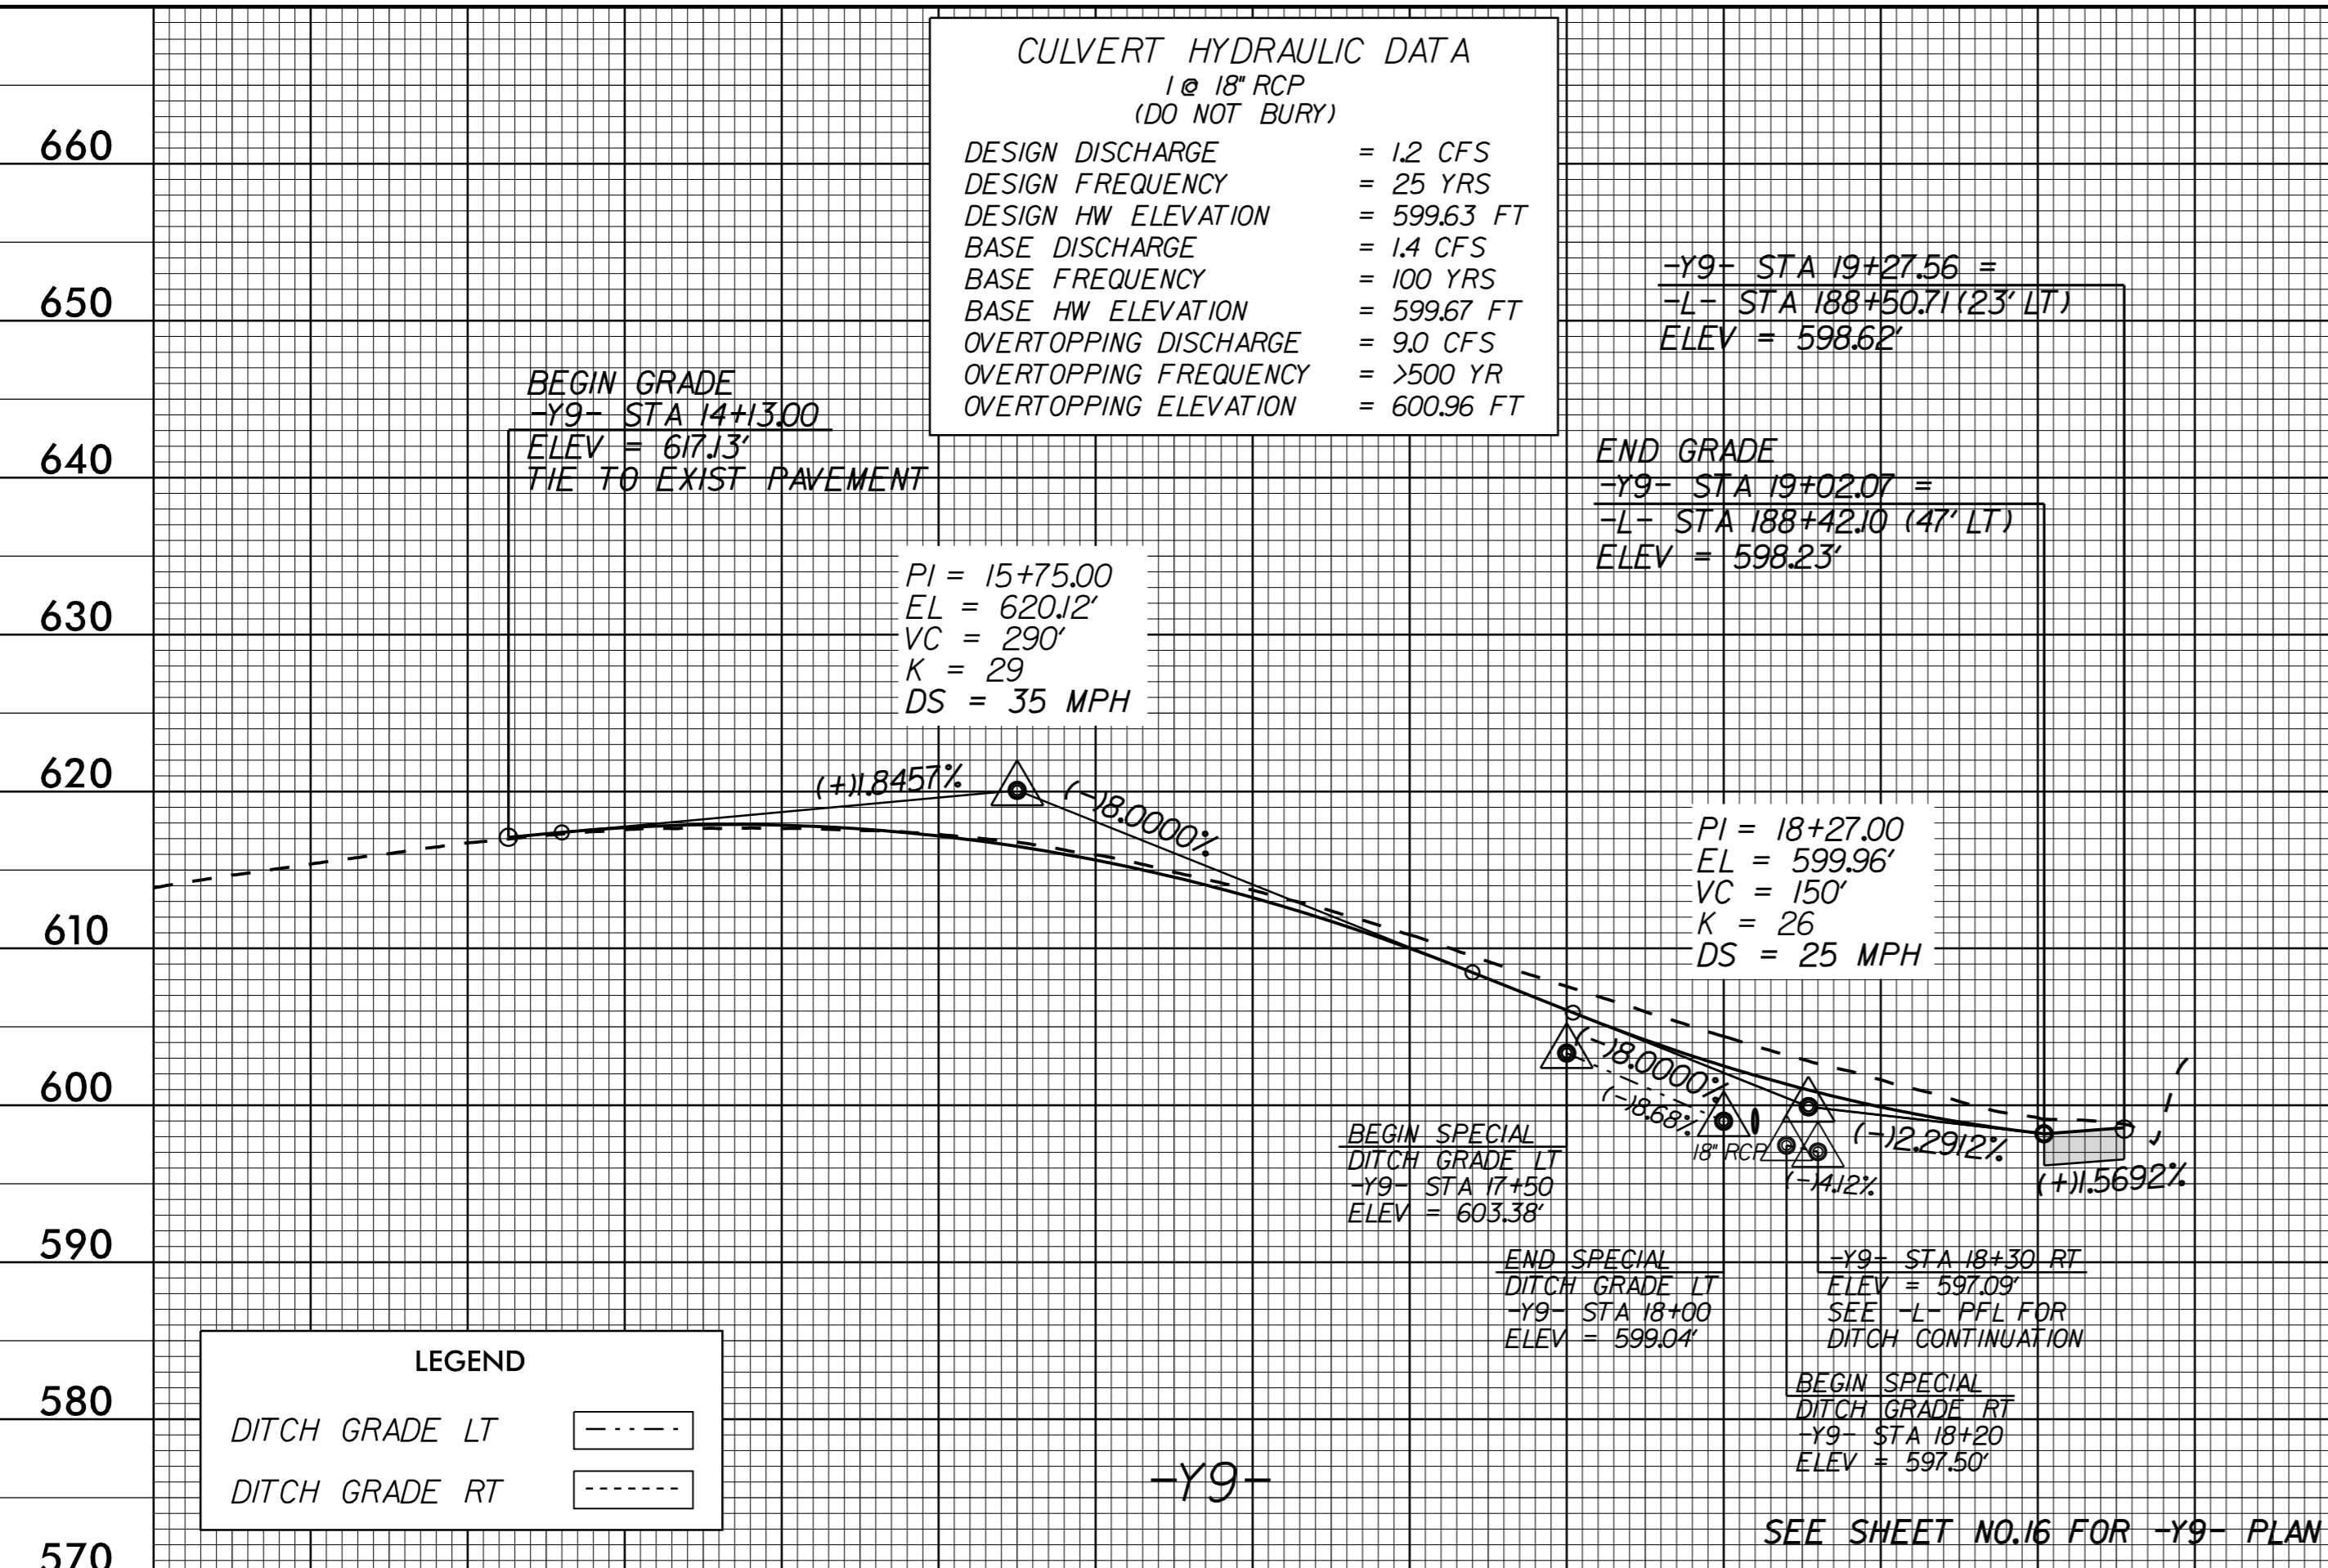 660
650
640
630
620
610
600
590
580
570
CULVERT HYDRAULIC DATA
1 @ 18" RCP
(DO NOT BURY)
DESIGN DISCHARGE = 1.2 CFS
DESIGN FREQUENCY = 25 YRS
DESIGN HW ELEVATION = 599.63 FT
BASE DISCHARGE = 1.4 CFS
BASE FREQUENCY = 100 YRS
BASE HW ELEVATION = 599.67 FT
OVERTOPPING DISCHARGE = 9.0 CFS
OVERTOPPING FREQUENCY = >500 YR
OVERTOPPING ELEVATION = 600.96 FT
-Y9- STA 19+27.56 =
-L- STA 188+50.71 (23' LT)
ELEV = 598.62'
BEGIN GRADE
-Y9- STA 14+13.00
ELEV = 617.13'
TIE TO EXIST PAVEMENT
END GRADE
-Y9- STA 19+02.07 =
-L- STA 188+42.10 (47' LT)
ELEV = 598.23'
PI = 15+75.00
EL = 620.12'
VC = 290'
K = 29
DS = 35 MPH
(+)1.8457%
(-)8.0000%
PI = 18+27.00
EL = 599.96'
VC = 150'
K = 26
DS = 25 MPH
(-)8.0000%
(-)8.68%
18" RCP
(-)2.2912%
(-)4.12%
(+)1.5692%
BEGIN SPECIAL
DITCH GRADE LT
-Y9- STA 17+50
ELEV = 603.38'
END SPECIAL
DITCH GRADE LT
-Y9- STA 18+00
ELEV = 599.04'
-Y9- STA 18+30 RT
ELEV = 597.09'
SEE -L- PFL FOR
DITCH CONTINUATION
BEGIN SPECIAL
DITCH GRADE RT
-Y9- STA 18+20
ELEV = 597.50'
LEGEND
DITCH GRADE LT
DITCH GRADE RT
-Y9-
SEE SHEET NO.16 FOR -Y9- PLAN